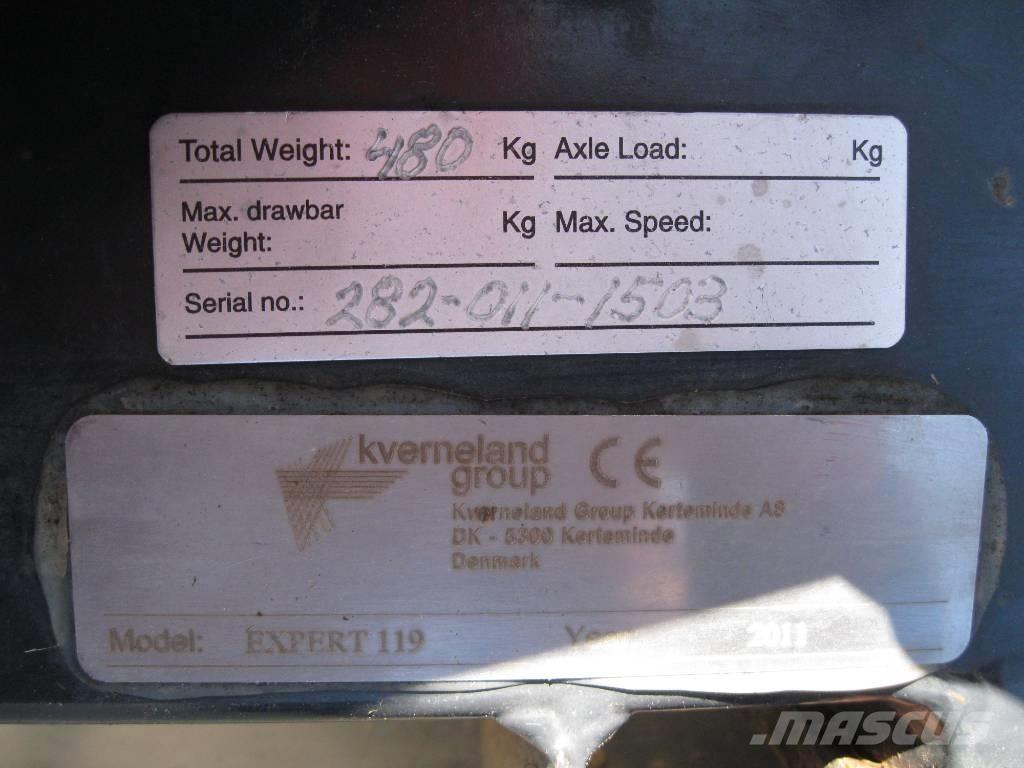 Total Weight: 480 Kg Axle Load: Kg
Max. drawbar
Weight: Kg Max. Speed:
Serial no.: 282-011-1503
kverneland
group CE
Kverneland Group Kerteminde AS
DK - 5300 Kerteminde
Denmark
Model: EXPERT 119 Year: 2011
MASCUS